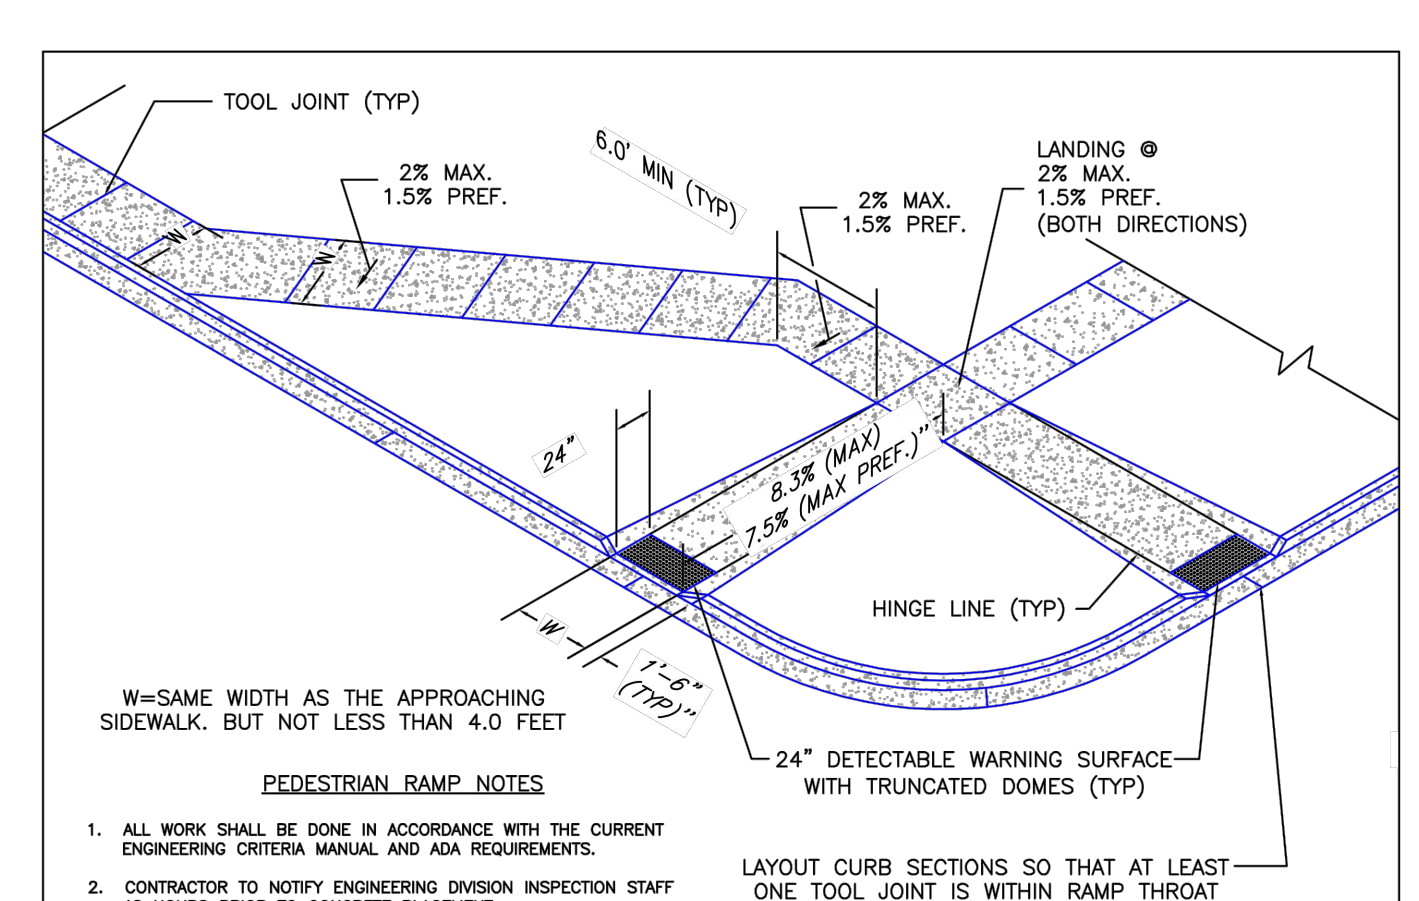 TOOL JOINT (TYP)
2% MAX.
1.5% PREF.
6.0' MIN (TYP)
2% MAX.
1.5% PREF.
LANDING @
2% MAX.
1.5% PREF.
(BOTH DIRECTIONS)
W
W
24"
8.3% (MAX)
7.5% (MAX PREF.)"
HINGE LINE (TYP)
W
1'-6"
(TYP)"
W=SAME WIDTH AS THE APPROACHING
SIDEWALK. BUT NOT LESS THAN 4.0 FEET
24" DETECTABLE WARNING SURFACE
WITH TRUNCATED DOMES (TYP)
PEDESTRIAN RAMP NOTES
1. ALL WORK SHALL BE DONE IN ACCORDANCE WITH THE CURRENT
ENGINEERING CRITERIA MANUAL AND ADA REQUIREMENTS.
2. CONTRACTOR TO NOTIFY ENGINEERING DIVISION INSPECTION STAFF
LAYOUT CURB SECTIONS SO THAT AT LEAST
ONE TOOL JOINT IS WITHIN RAMP THROAT